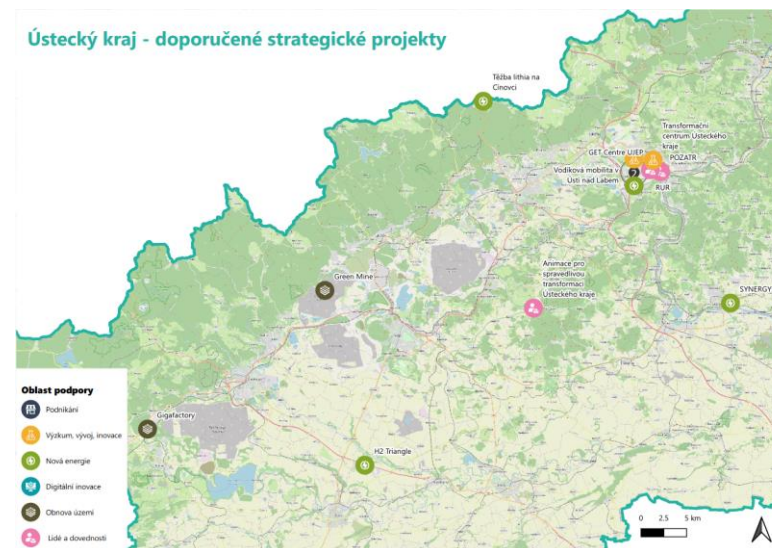 Ústecký kraj - doporučené strategické projekty
Těžba lithia na
Cínovci
Transformační
centrum Ústeckého
kraje
GET Centre UJEP
POZATR
Vodíková mobilita v
Ústí nad Labem
RUR
Green Mine
Animace pro
spravedlivou
transformaci
Ústeckého kraje
SYNERGY
Gigafactory
H2 Triangle
Oblast podpory
Podnikání
Výzkum, vývoj, inovace
Nová energie
Digitální inovace
Obnova území
Lidé a dovednosti
0 2.5 5 km